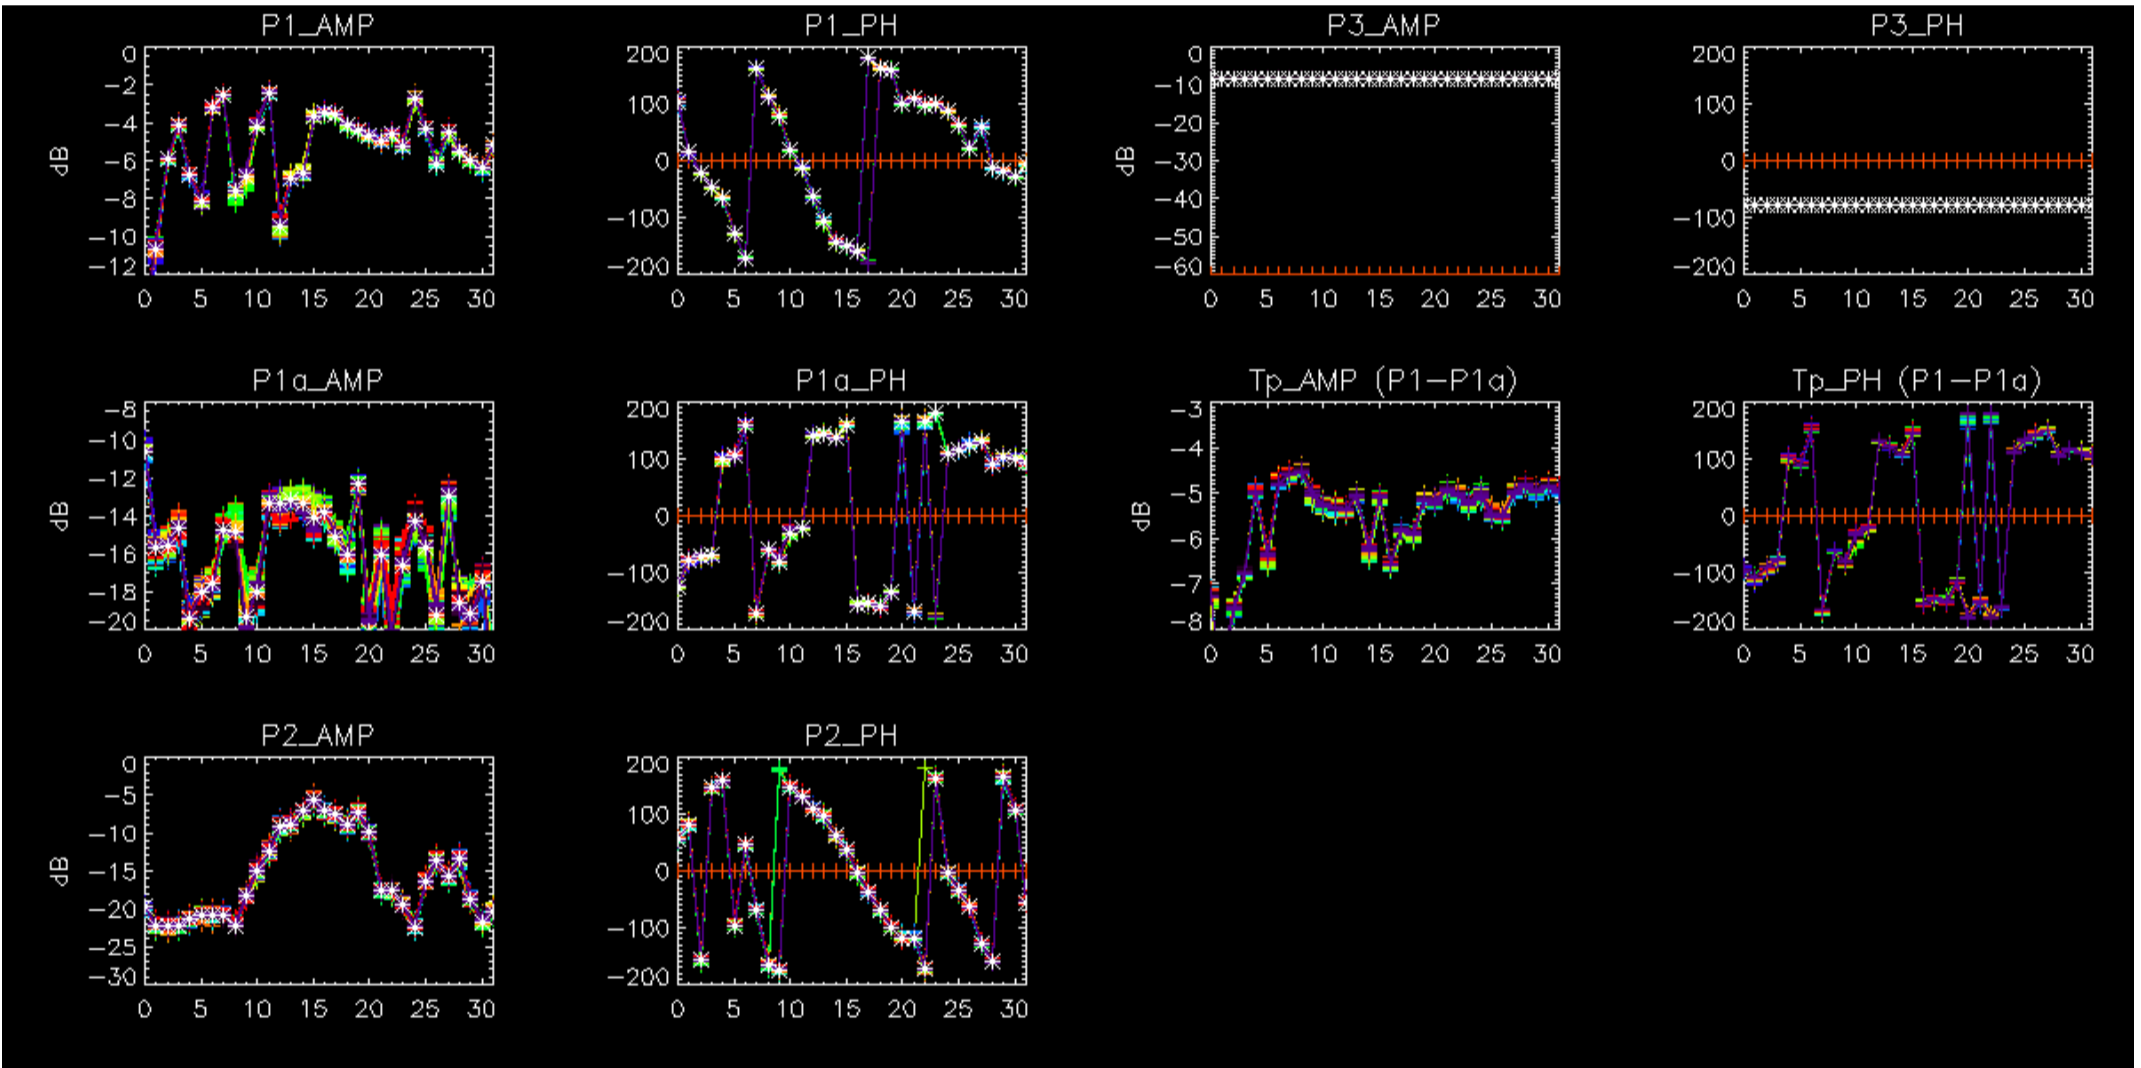 P1_AMP
P1_PH
P3_AMP
P3_PH
dB
0
-2
-4
-6
-8
-10
-12
0 5 10 15 20 25 30
200
100
0
-100
-200
0 5 10 15 20 25 30
dB
0
-10
-20
-30
-40
-50
-60
0 5 10 15 20 25 30
200
100
0
-100
-200
0 5 10 15 20 25 30
P1a_AMP
P1a_PH
Tp_AMP (P1-P1a)
Tp_PH (P1-P1a)
dB
-8
-10
-12
-14
-16
-18
-20
0 5 10 15 20 25 30
200
100
0
-100
-200
0 5 10 15 20 25 30
dB
-3
-4
-5
-6
-7
-8
0 5 10 15 20 25 30
200
100
0
-100
-200
0 5 10 15 20 25 30
P2_AMP
P2_PH
dB
0
-5
-10
-15
-20
-25
-30
0 5 10 15 20 25 30
200
100
0
-100
-200
0 5 10 15 20 25 30